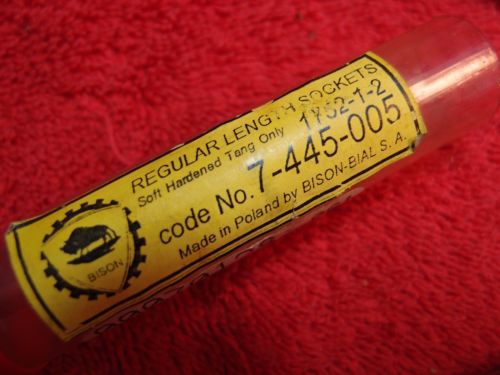 REGULAR LENGTH SOCKETS
Soft Hardened Tang Only 1752-1-2
code No. 7-445-005
Made in Poland by BISON-BIAL S. A.
BISON